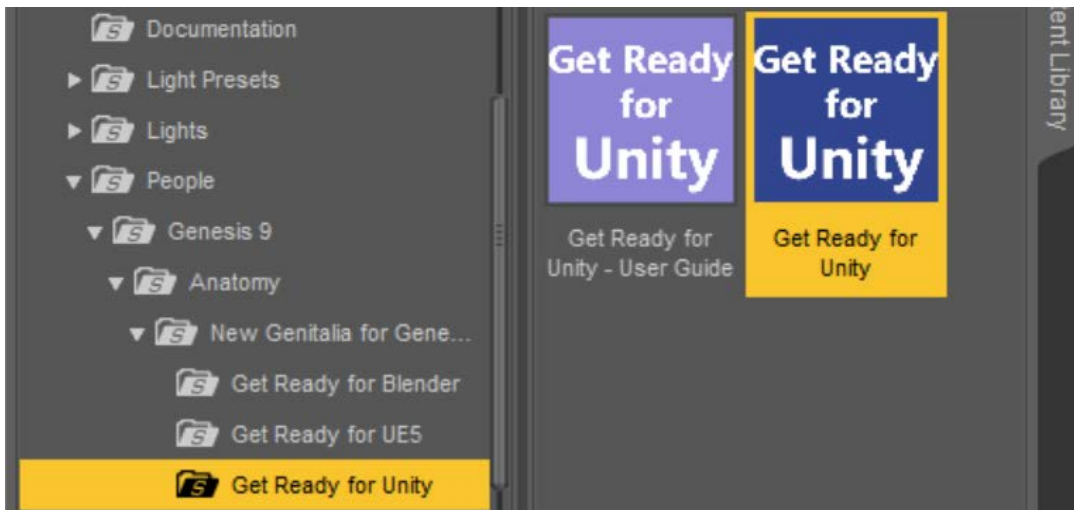 Documentation
Light Presets
Lights
People
Genesis 9
Anatomy
New Genitalia for Gene...
Get Ready for Blender
Get Ready for UE5
Get Ready for Unity
Get Ready
for
Unity
Get Ready for
Unity - User Guide
Get Ready
for
Unity
Get Ready for
Unity
ent Library